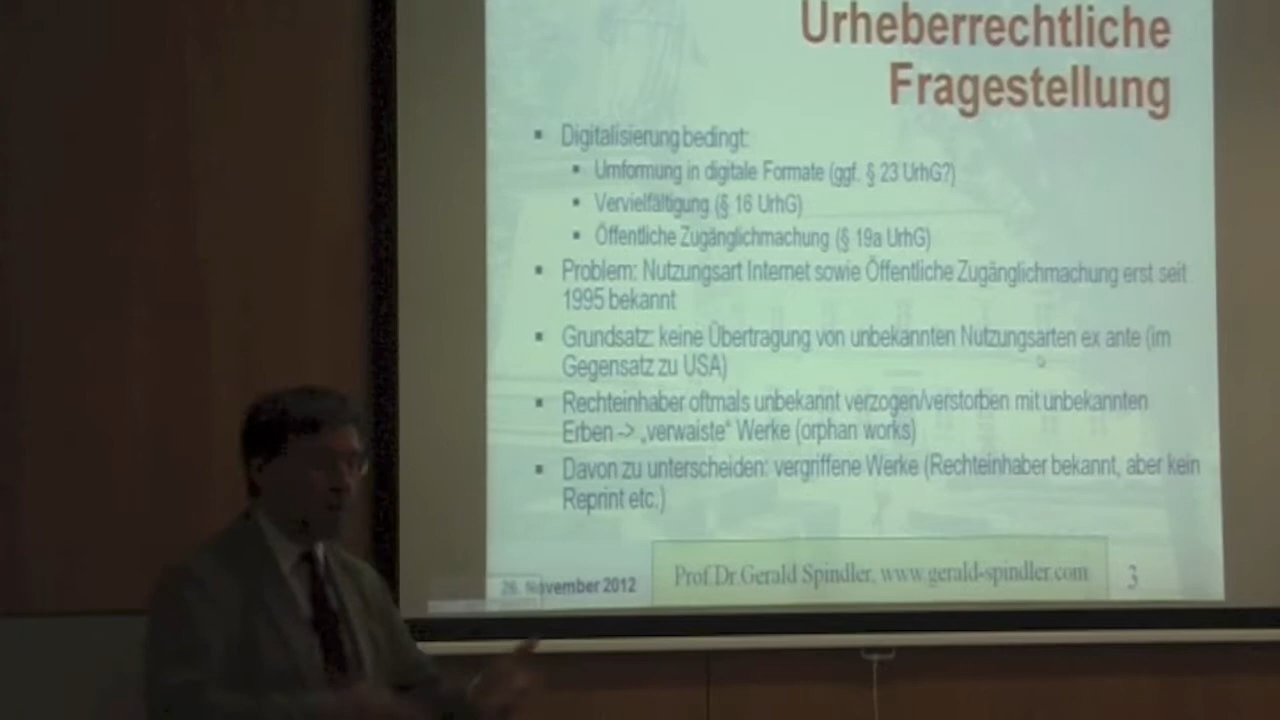 Urheberrechtliche
Fragestellung
▪ Digitalisierung bedingt:
▪ Umformung in digitale Formate (ggf. § 23 UrhG?)
▪ Vervielfältigung (§ 16 UrhG)
▪ Öffentliche Zugänglichmachung (§ 19a UrhG)
▪ Problem: Nutzungsart Internet sowie Öffentliche Zugänglichmachung erst seit
1995 bekannt
▪ Grundsatz: keine Übertragung von unbekannten Nutzungsarten ex ante (im
Gegensatz zu USA)
▪ Rechteinhaber oftmals unbekannt verzogen/verstorben mit unbekannten
Erben -> „verwaiste“ Werke (orphan works)
▪ Davon zu unterscheiden: vergriffene Werke (Rechteinhaber bekannt, aber kein
Reprint etc.)
26. November 2012
Prof.Dr.Gerald Spindler, www.gerald-spindler.com
3